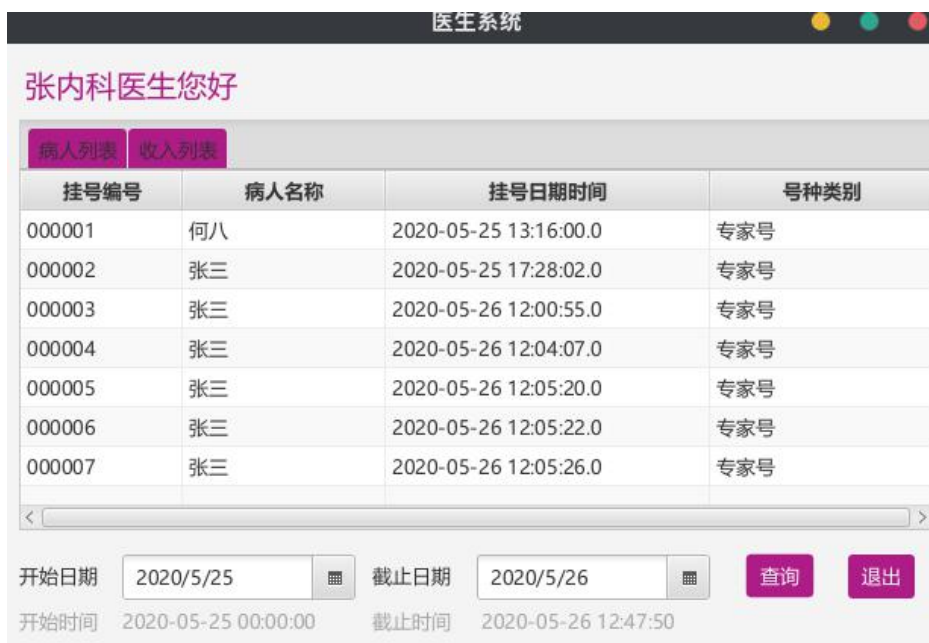 医生系统
张内科医生您好
病人列表 收入列表
挂号编号 病人名称 挂号日期时间 号种类别
000001 何八 2020-05-25 13:16:00.0 专家号
000002 张三 2020-05-25 17:28:02.0 专家号
000003 张三 2020-05-26 12:00:55.0 专家号
000004 张三 2020-05-26 12:04:07.0 专家号
000005 张三 2020-05-26 12:05:20.0 专家号
000006 张三 2020-05-26 12:05:22.0 专家号
000007 张三 2020-05-26 12:05:26.0 专家号
开始日期 2020/5/25 截止日期 2020/5/26 查询 退出
开始时间 2020-05-25 00:00:00 截止时间 2020-05-26 12:47:50